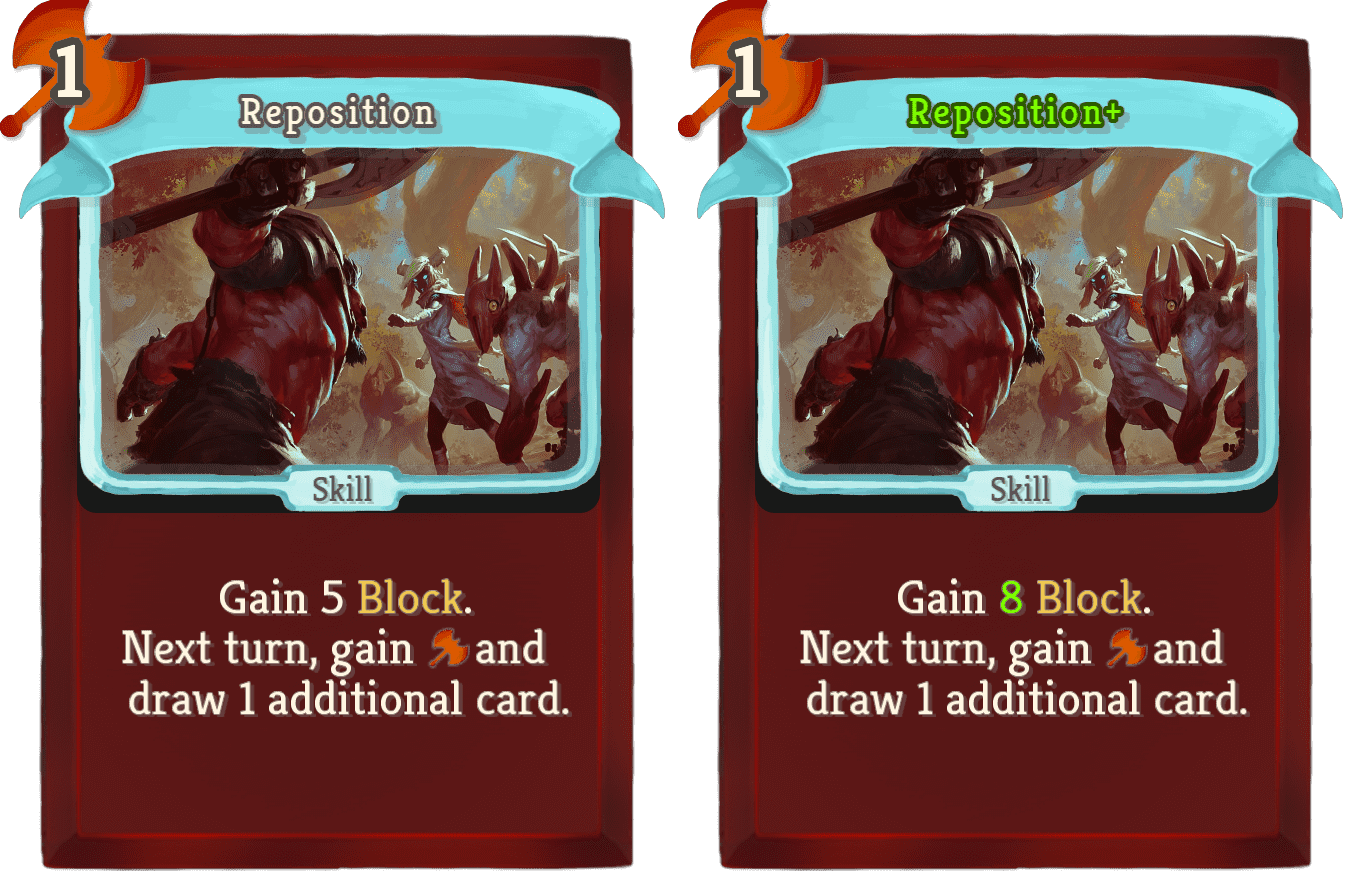 1
Reposition
Skill
Gain 5 Block.
Next turn, gain and
draw 1 additional card.
1
Reposition+
Skill
Gain 8 Block.
Next turn, gain and
draw 1 additional card.